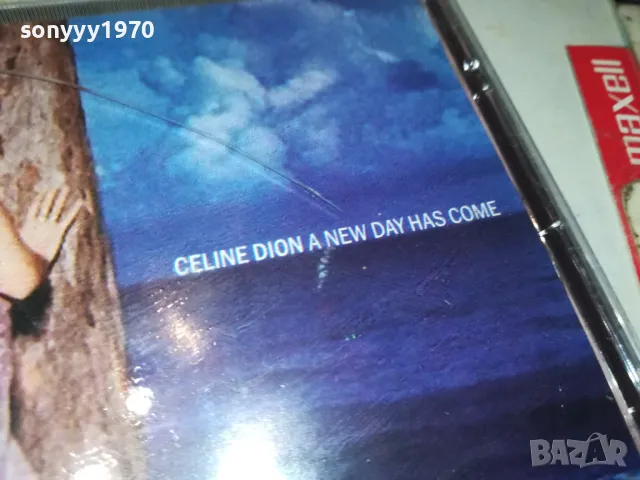 sonyyy1970
CELINE DION A NEW DAY HAS COME
maxell
BAZAR